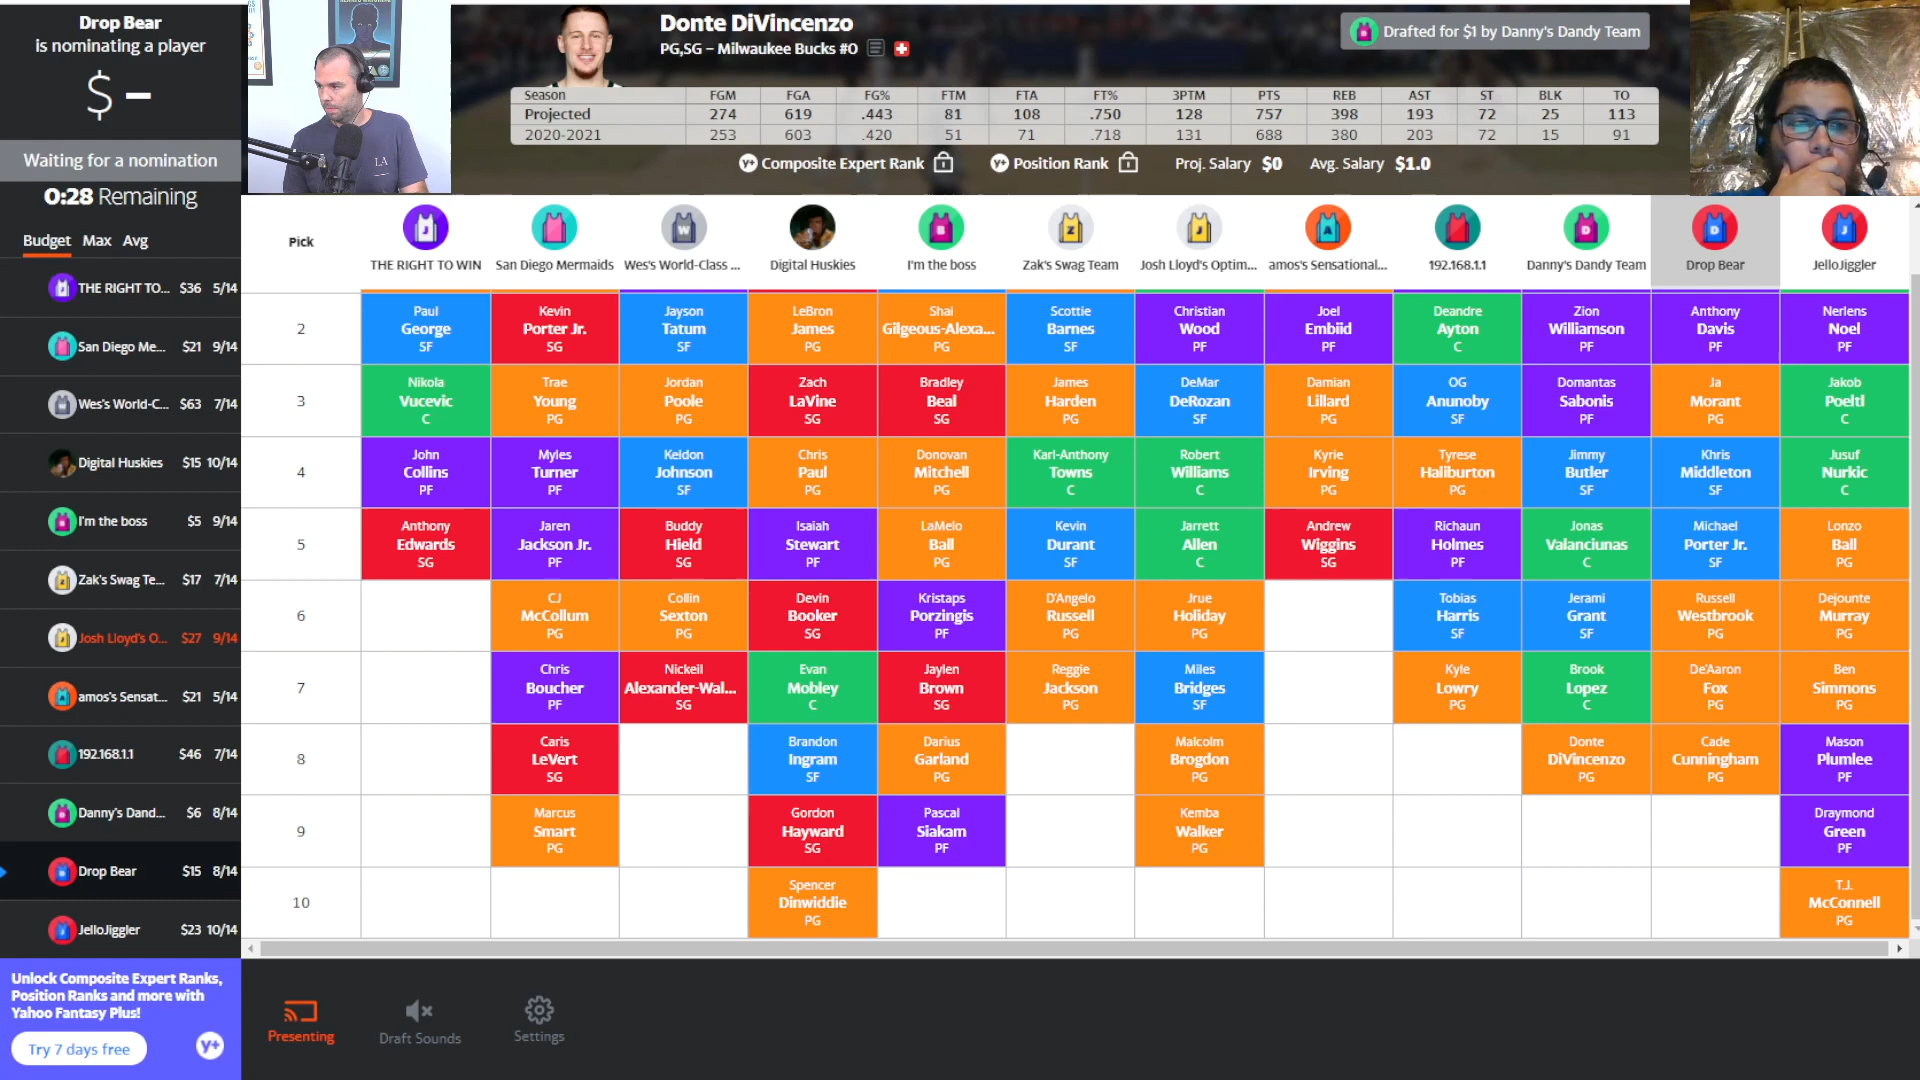 Drop Bear
is nominating a player
$ –
Waiting for a nomination
0:28 Remaining
Budget Max Avg
THE RIGHT TO... $36 5/14
San Diego Me... $21 9/14
Wes's World-C... $63 7/14
Digital Huskies $15 10/14
I'm the boss $5 9/14
Zak's Swag Te... $17 7/14
Josh Lloyd's O... $27 9/14
amos's Sensat... $21 5/14
192.168.1.1 $46 7/14
Danny's Dand... $6 8/14
Drop Bear $15 8/14
JelloJiggler $23 10/14
Unlock Composite Expert Ranks,
Position Ranks and more with
Yahoo Fantasy Plus!
Try 7 days free y+
LA
Donte DiVincenzo
PG,SG – Milwaukee Bucks #0
Drafted for $1 by Danny's Dandy Team
Season FGM FGA FG% FTM FTA FT% 3PTM PTS REB AST ST BLK TO
Projected 274 619 .443 81 108 .750 128 757 398 193 72 25 113
2020-2021 253 603 .420 51 71 .718 131 688 380 203 72 15 91
y+ Composite Expert Rank y+ Position Rank Proj. Salary $0 Avg. Salary $1.0
J W B Z J A D D J
Pick THE RIGHT TO WIN San Diego Mermaids Wes's World-Class ... Digital Huskies I'm the boss Zak's Swag Team Josh Lloyd's Optim... amos's Sensational... 192.168.1.1 Danny's Dandy Team Drop Bear JelloJiggler
Paul Kevin Jayson LeBron Shai Scottie Christian Joel Deandre Zion Anthony Nerlens
2 George Porter Jr. Tatum James Gilgeous-Alexa... Barnes Wood Embiid Ayton Williamson Davis Noel
SF SG SF PG PG SF PF PF C PF PF PF
Nikola Trae Jordan Zach Bradley James DeMar Damian OG Domantas Ja Jakob
3 Vucevic Young Poole LaVine Beal Harden DeRozan Lillard Anunoby Sabonis Morant Poeltl
C PG PG SG SG PG SF PG SF PF PG C
John Myles Keldon Chris Donovan Karl-Anthony Robert Kyrie Tyrese Jimmy Khris Jusuf
4 Collins Turner Johnson Paul Mitchell Towns Williams Irving Haliburton Butler Middleton Nurkic
PF PF SF PG PG C C PG PG SF SF C
Anthony Jaren Buddy Isaiah LaMelo Kevin Jarrett Andrew Richaun Jonas Michael Lonzo
5 Edwards Jackson Jr. Hield Stewart Ball Durant Allen Wiggins Holmes Valanciunas Porter Jr. Ball
SG PF SG PF PG SF C SG PF C SF PG
CJ Collin Devin Kristaps D'Angelo Jrue Tobias Jerami Russell Dejounte
6 McCollum Sexton Booker Porzingis Russell Holiday Harris Grant Westbrook Murray
PG PG SG PF PG PG SF SF PG PG
Chris Nickeil Evan Jaylen Reggie Miles Kyle Brook De'Aaron Ben
7 Boucher Alexander-Wal... Mobley Brown Jackson Bridges Lowry Lopez Fox Simmons
PF SG C SG PG SF PG C PG PG
Caris Brandon Darius Malcolm Donte Cade Mason
8 LeVert Ingram Garland Brogdon DiVincenzo Cunningham Plumlee
SG SF PG PG PG PG PF
Marcus Gordon Pascal Kemba Draymond
9 Smart Hayward Siakam Walker Green
PG SG PF PG PF
Spencer T.J.
10 Dinwiddie McConnell
PG PG
Presenting Draft Sounds Settings